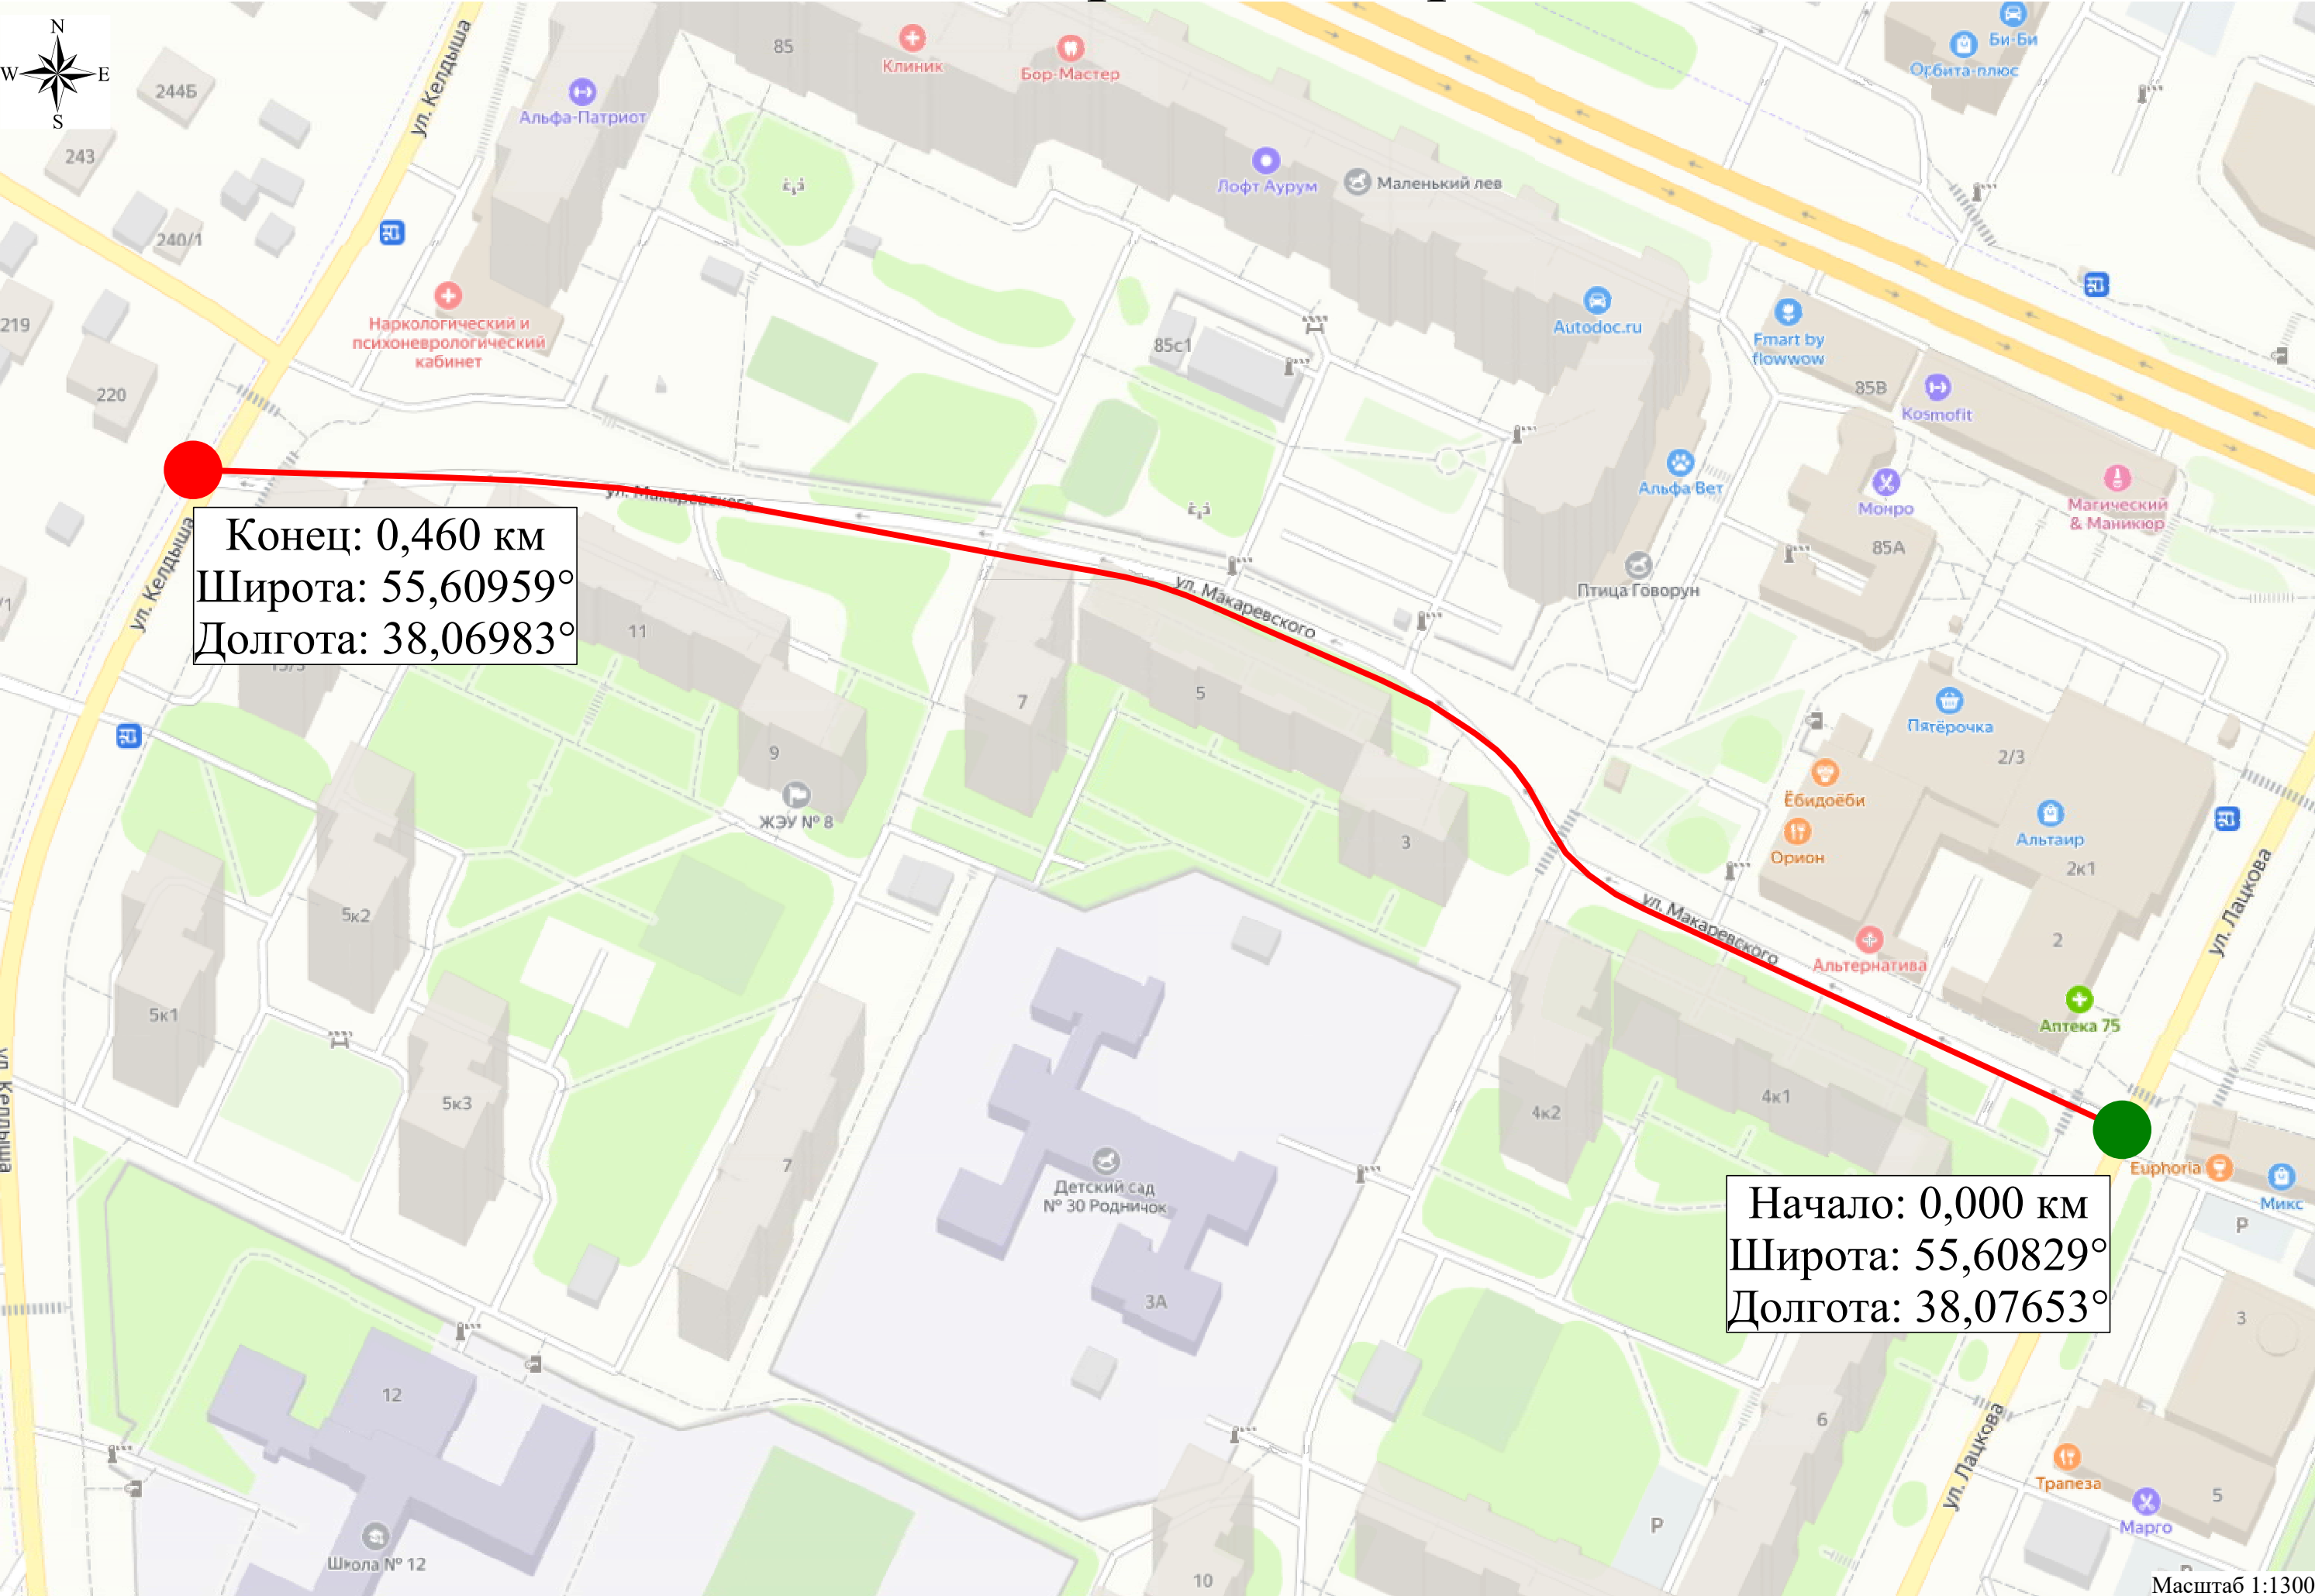 N
W
E
S
85
Клиник
Бор-Мастер
Би-Би
Орбита-плюс
244Б
Альфа-Патриот
ул. Келдыша
243
Лофт Аурум
Маленький лев
240/1
219
Наркологический и
психоневрологический
кабинет
85с1
Autodoc.ru
Fmart by
flowwow
220
85В
Kosmofit
Альфа Вет
Монро
Магический
& Маникюр
ул. Макаревского
85А
Конец: 0,460 км
Широта: 55,60959°
Долгота: 38,06983°
ул. Келдыша
ул. Макаревского
Птица Говорун
11
7
5
Пятёрочка
2/3
9
ЖЭУ № 8
Ёбидоёби
Орион
Альтаир
3
2к1
5к2
ул. Макаревского
ул. Лацкова
2
Альтернатива
5к1
Аптека 75
5к3
4к2
4к1
ул. Келдыша
7
Детский сад
№ 30 Родничок
Euphoria
Микс
Начало: 0,000 км
Широта: 55,60829°
Долгота: 38,07653°
P
3А
3
12
6
ул. Лацкова
Трапеза
5
Марго
P
Школа № 12
10
Масштаб 1:1300